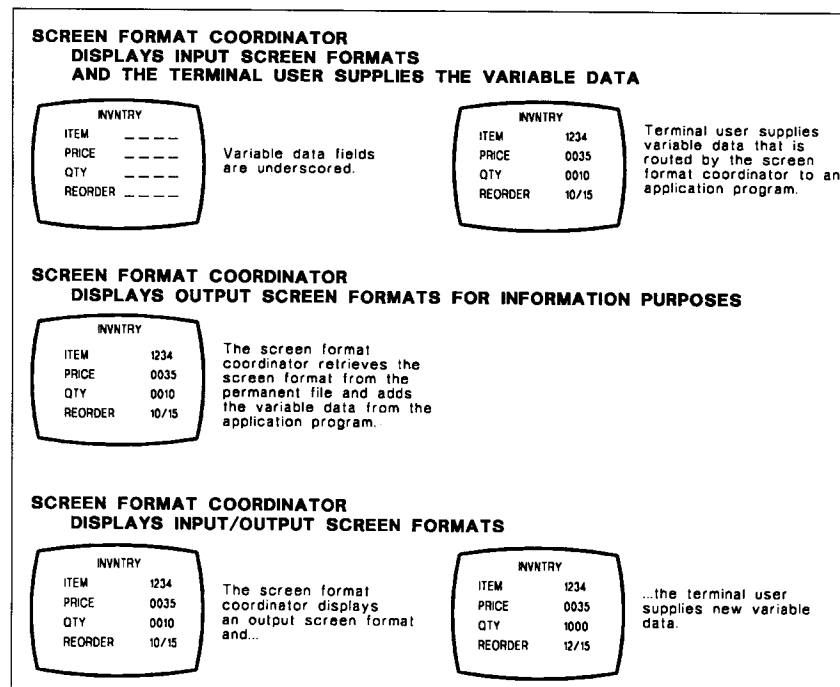 SCREEN FORMAT COORDINATOR
DISPLAYS INPUT SCREEN FORMATS
AND THE TERMINAL USER SUPPLIES THE VARIABLE DATA
INVNTRY
ITEM _ _ _ _
PRICE _ _ _ _
QTY _ _ _ _
REORDER _ _ _ _
Variable data fields
are underscored.
INVNTRY
ITEM 1234
PRICE 0035
QTY 0010
REORDER 10/15
Terminal user supplies
variable data that is
routed by the screen
format coordinator to an
application program.
SCREEN FORMAT COORDINATOR
DISPLAYS OUTPUT SCREEN FORMATS FOR INFORMATION PURPOSES
INVNTRY
ITEM 1234
PRICE 0035
QTY 0010
REORDER 10/15
The screen format
coordinator retrieves the
screen format from the
permanent file and adds
the variable data from the
application program.
SCREEN FORMAT COORDINATOR
DISPLAYS INPUT/OUTPUT SCREEN FORMATS
INVNTRY
ITEM 1234
PRICE 0035
QTY 0010
REORDER 10/15
The screen format
coordinator displays
an output screen format
and...
INVNTRY
ITEM 1234
PRICE 0035
QTY 1000
REORDER 12/15
...the terminal user
supplies new variable
data.